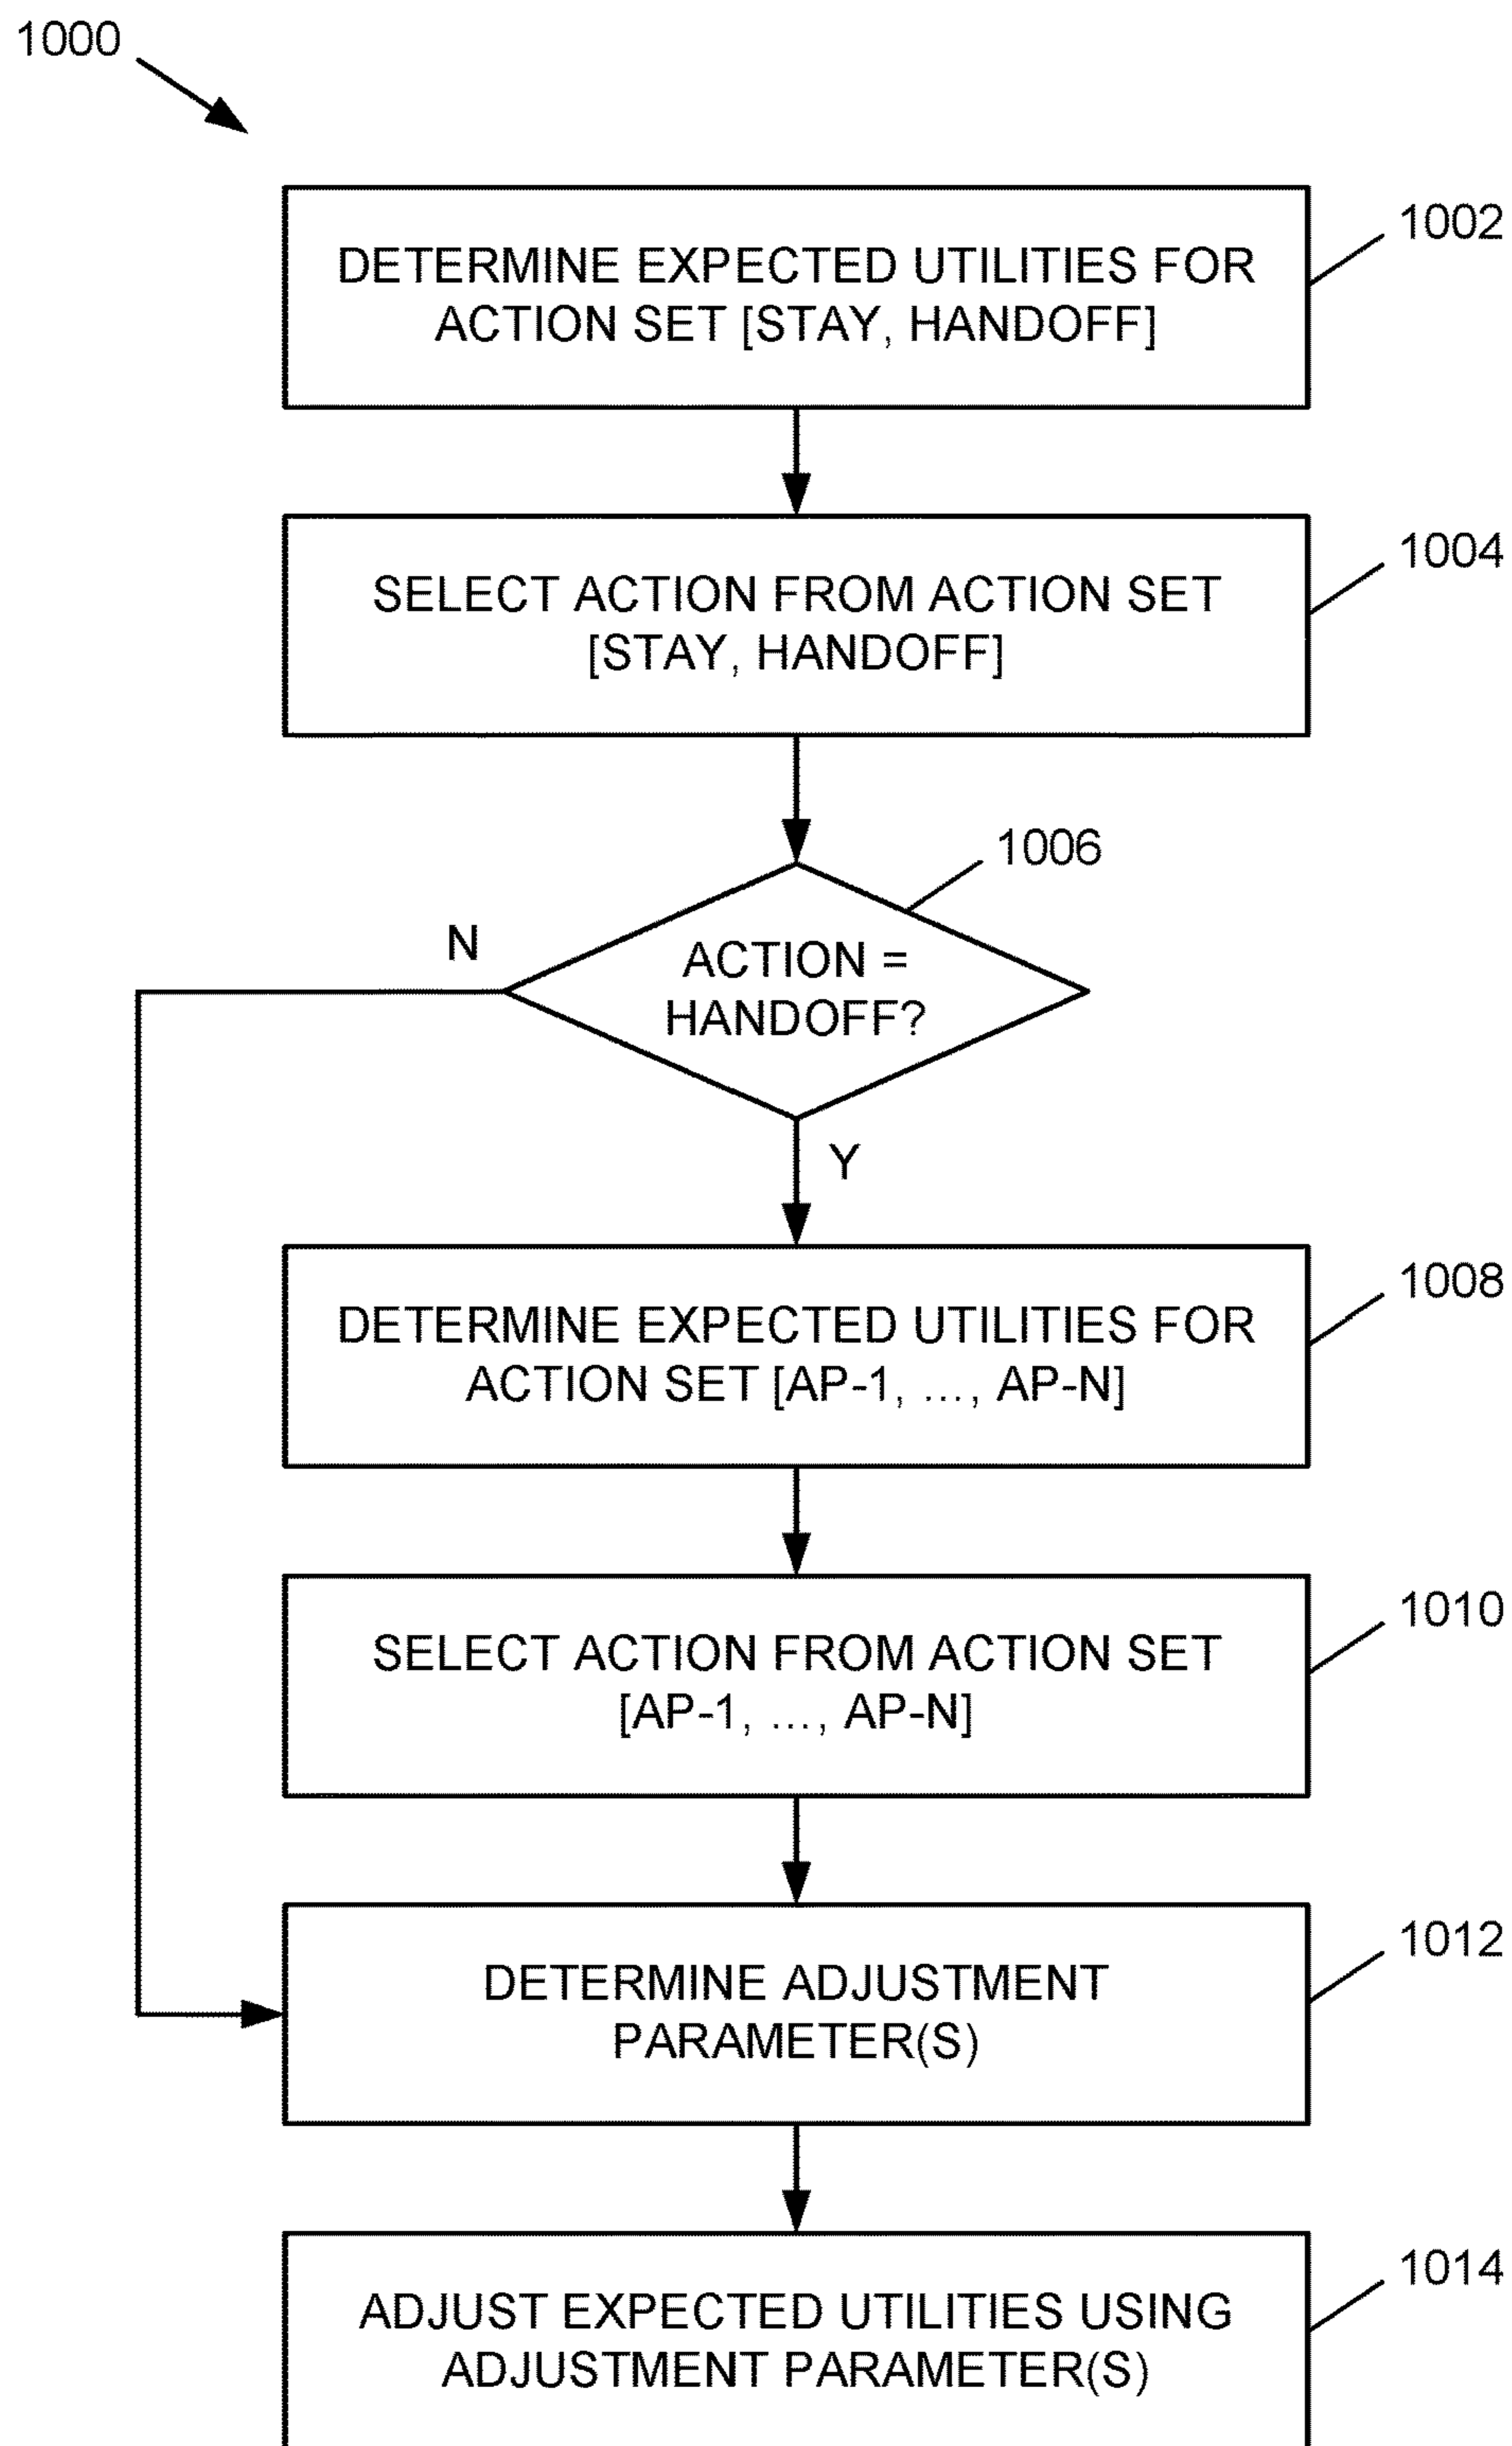 1000
1002
DETERMINE EXPECTED UTILITIES FOR
ACTION SET [STAY, HANDOFF]
1004
SELECT ACTION FROM ACTION SET
[STAY, HANDOFF]
1006
N
ACTION =
HANDOFF?
Y
1008
DETERMINE EXPECTED UTILITIES FOR
ACTION SET [AP-1, …, AP-N]
1010
SELECT ACTION FROM ACTION SET
[AP-1, …, AP-N]
1012
DETERMINE ADJUSTMENT
PARAMETER(S)
1014
ADJUST EXPECTED UTILITIES USING
ADJUSTMENT PARAMETER(S)